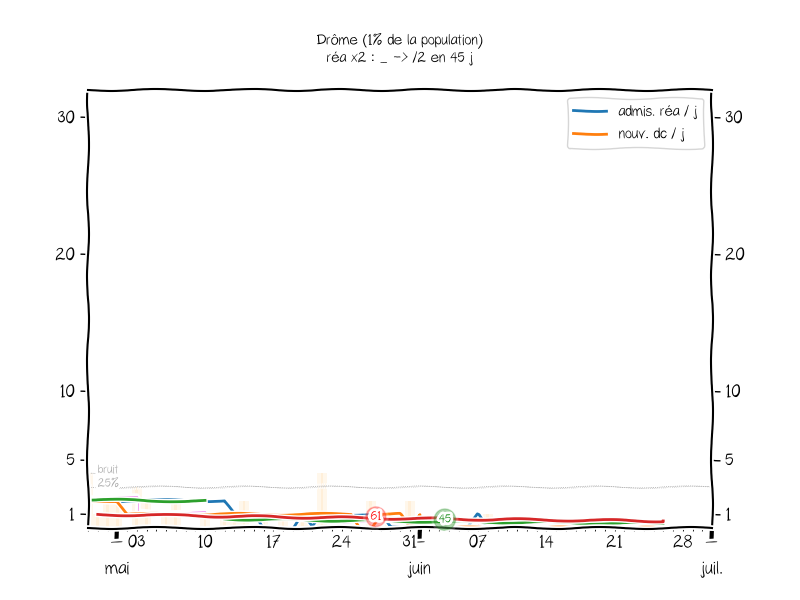 Drôme (1% de la population)
réa x2 : _ -> /2 en 45 j
30
30
admis. réa / j
nouv. dc / j
20
20
10
10
5
5
bruit
25%
1
1
61
45
03
10
17
24
31
07
14
21
28
mai
juin
juil.